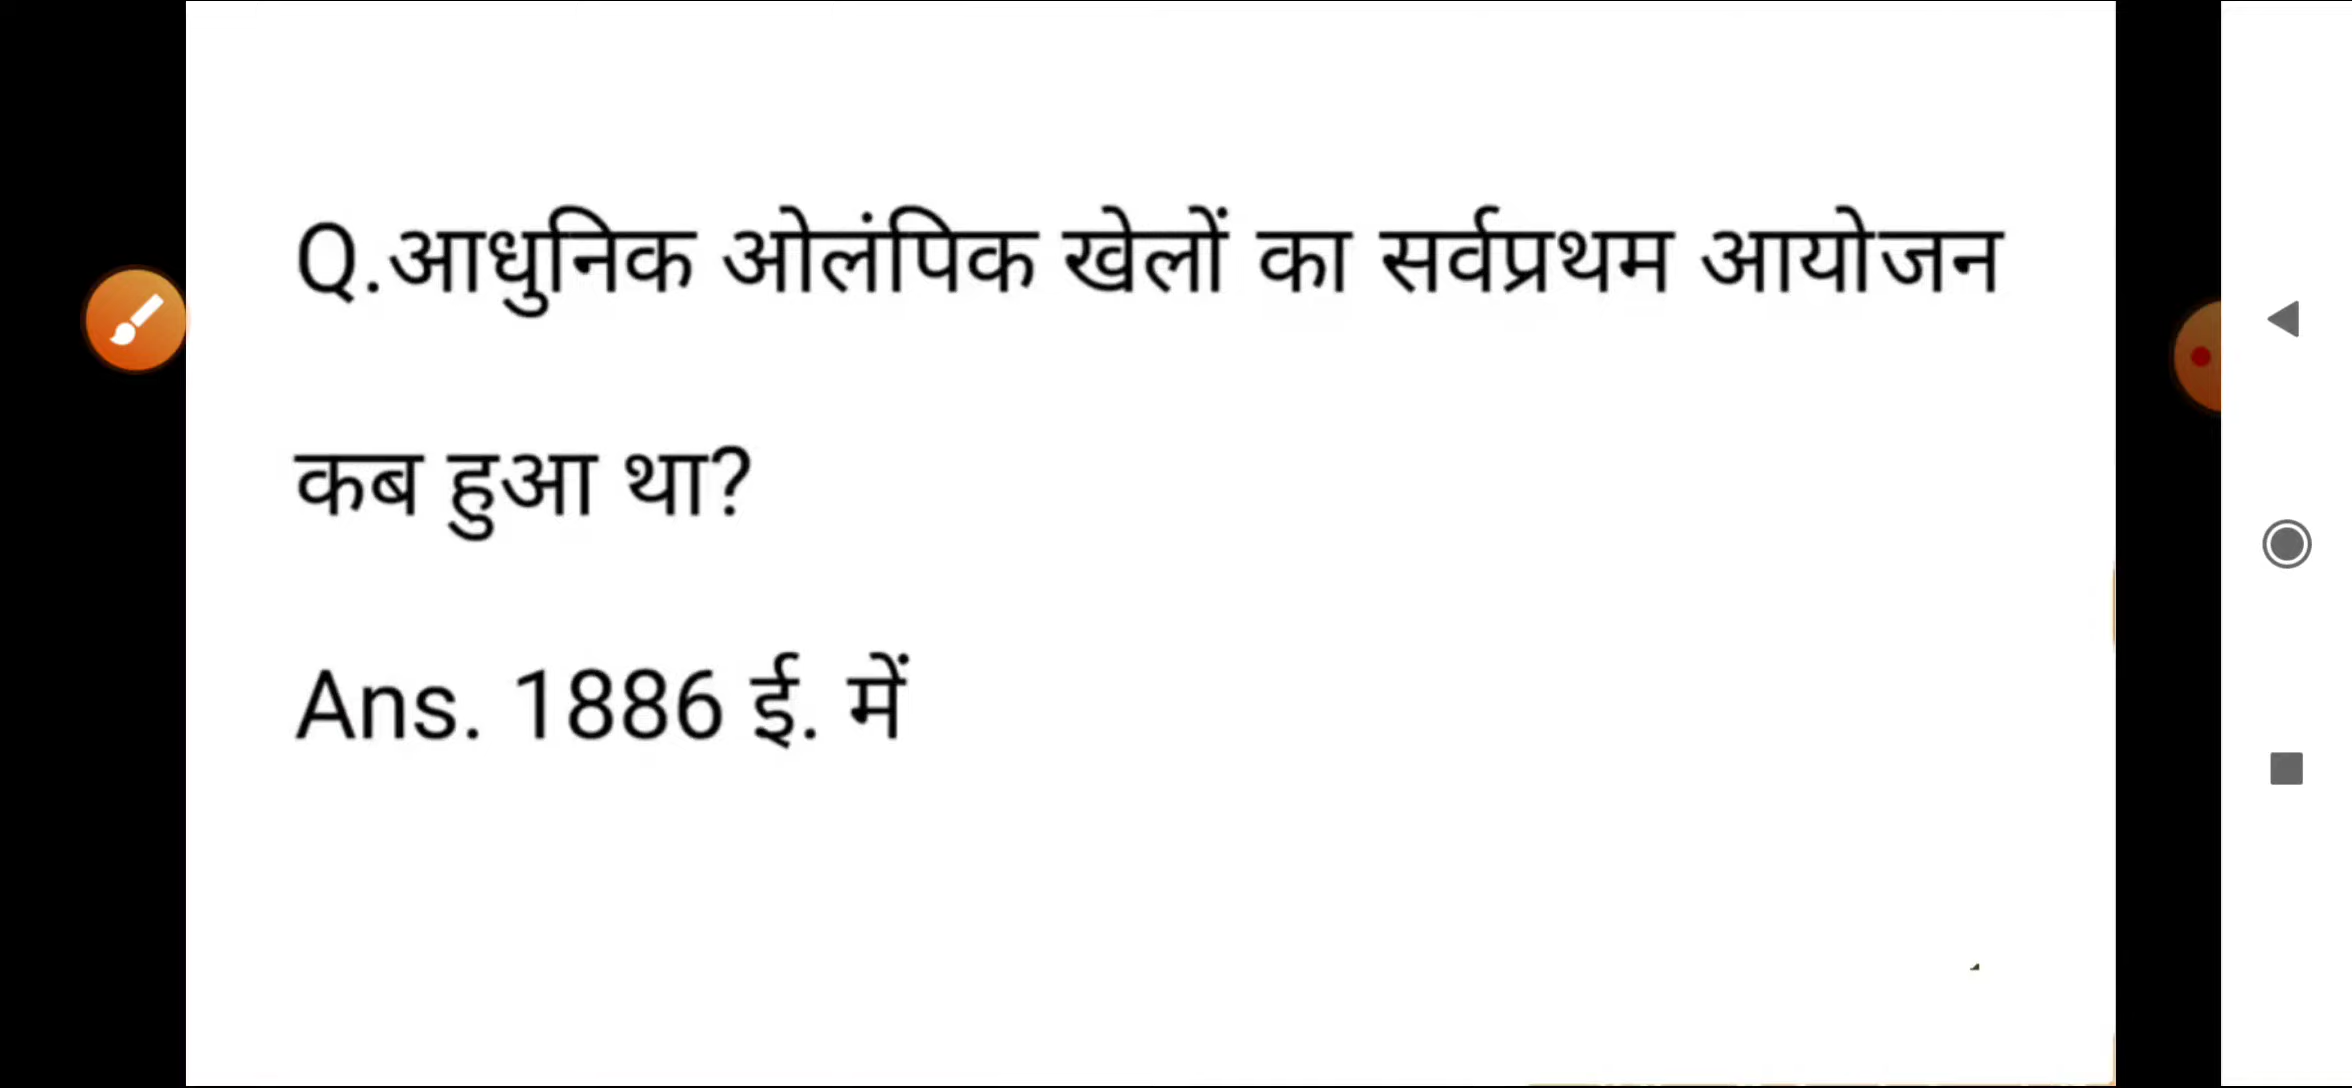 Q.आधुनिक ओलंपिक खेलों का सर्वप्रथम आयोजन
कब हुआ था?
Ans. 1886 ई. में